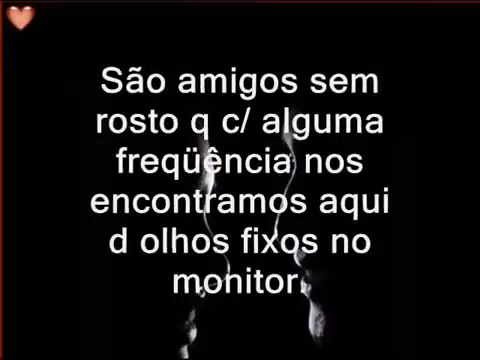 São amigos sem
rosto q c/ alguma
freqüência nos
encontramos aqui
d olhos fixos no
monitor.